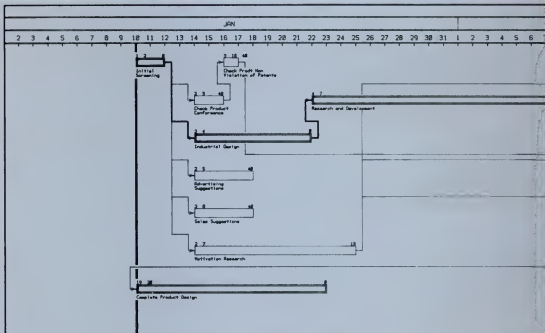 JAN
2 3 4 5 6 7 8 9 10 11 12 13 14 15 16 17 18 19 20 21 22 23 24 25 26 27 28 29 30 31 1 2 3 4 5 6
Initial
Screening
Check Prodt Non
Violation of Patents
Check Product
Conformance
Research and Development
Industrial Design
Advertising
Suggestions
Sales Suggestions
Motivation Research
Complete Product Design